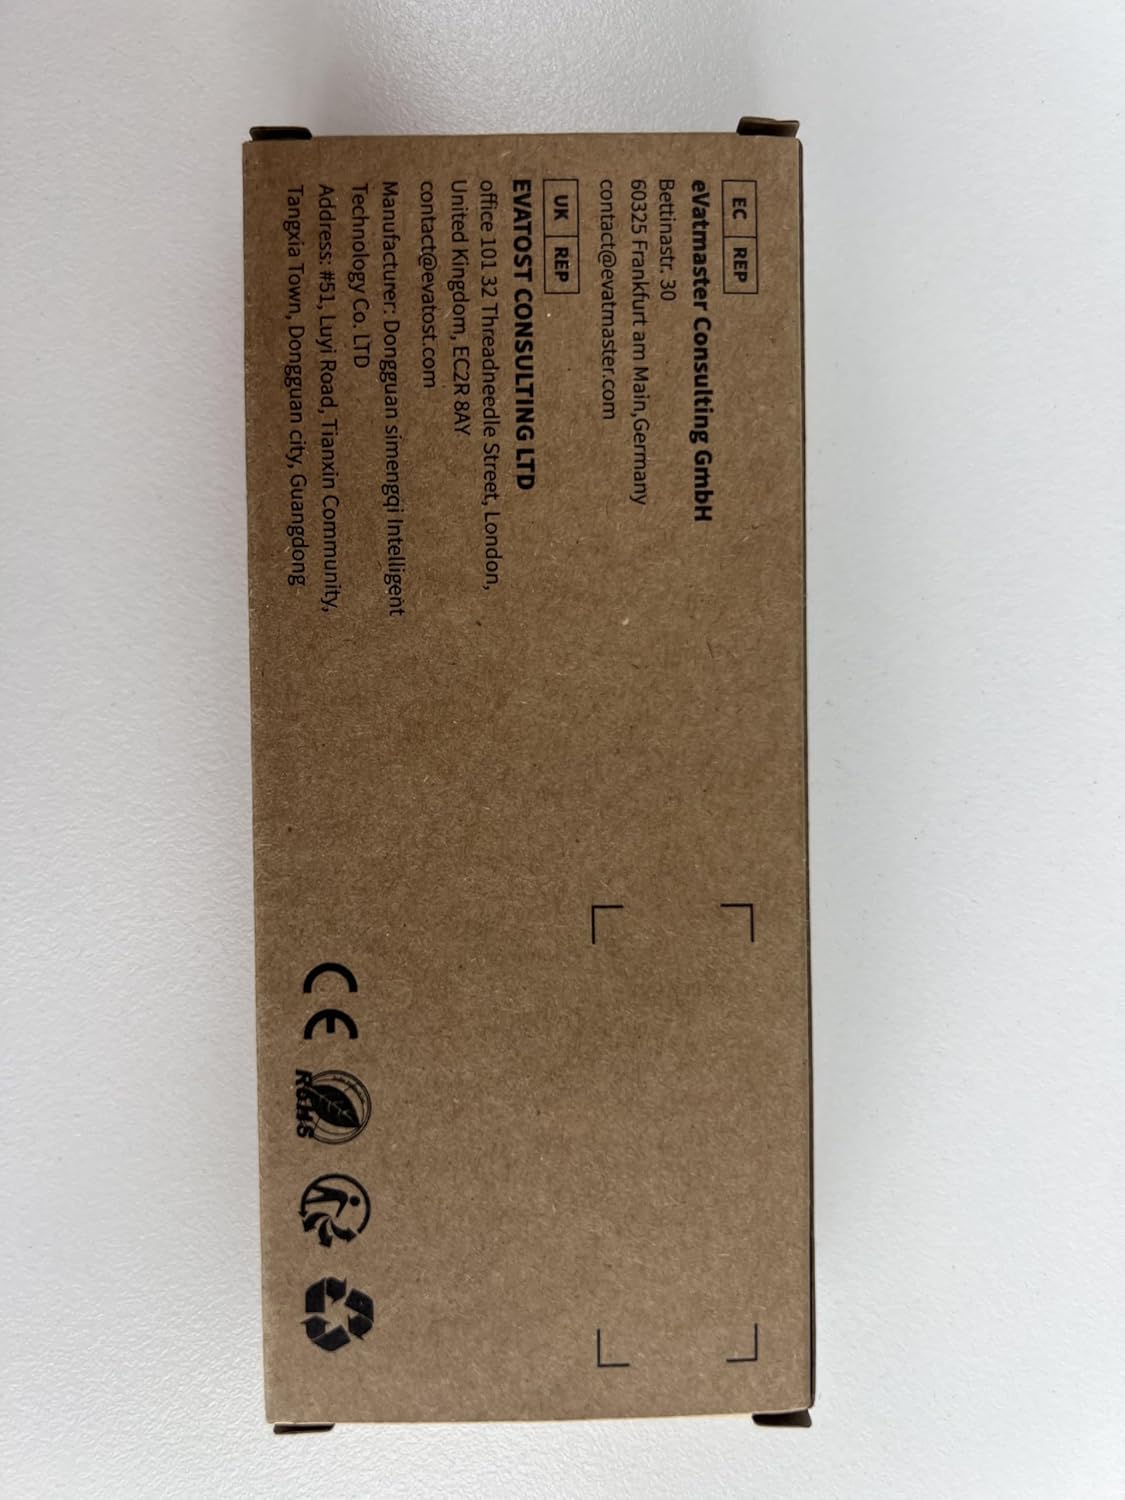 EC REP
eVatmaster Consulting GmbH
Bettinastr. 30
60325 Frankfurt am Main,Germany
contact@evatmaster.com
UK REP
EVATOST CONSULTING LTD
office 101 32 Threadneedle Street, London,
United Kingdom, EC2R 8AY
contact@evatost.com
Manufacturer: Dongguan simengqi Intelligent
Technology Co. LTD
Address: #51, Luyi Road, Tianxin Community,
Tangxia Town, Dongguan city, Guangdong
CE
RoHS